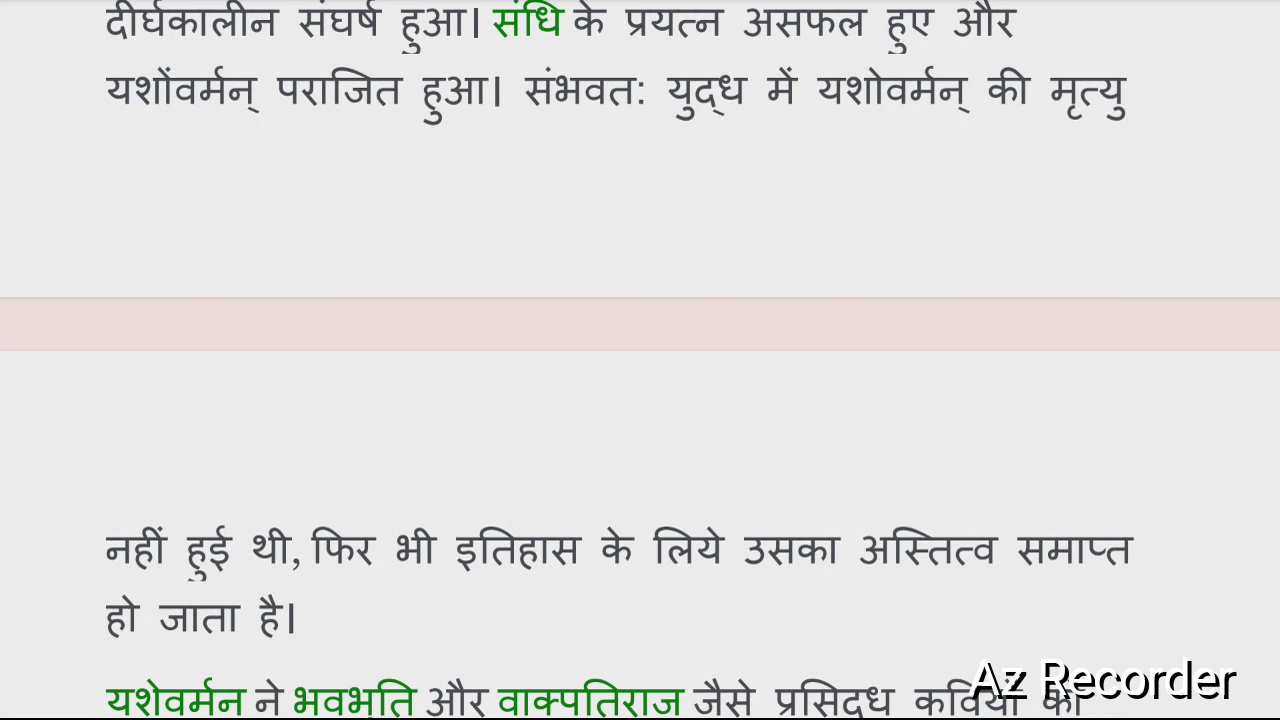 दीर्घकालीन संघर्ष हुआ। संधि के प्रयत्न असफल हुए और
यशोंवर्मन् पराजित हुआ। संभवत: युद्ध में यशोवर्मन् की मृत्यु
नहीं हुई थी, फिर भी इतिहास के लिये उसका अस्तित्व समाप्त
हो जाता है।
यशेवर्मन ने भवभूति और वाक्पतिराज जैसे प्रसिद्ध कवियों को
Az Recorder